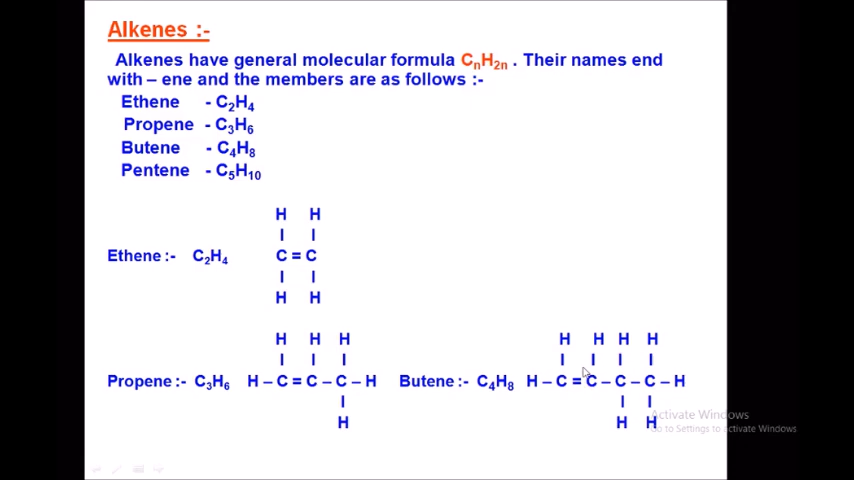 Alkenes :-
Alkenes have general molecular formula CnH2n . Their names end
with – ene and the members are as follows :-
Ethene - C2H4
Propene - C3H6
Butene - C4H8
Pentene - C5H10
H H
I I
Ethene :- C2H4 C = C
I I
H H
H H H H H H H
I I I I I I I
Propene :- C3H6 H – C = C – C – H Butene :- C4H8 H – C = C – C – C – H
I I I
H H H
Activate Windows
Go to Settings to activate Windows